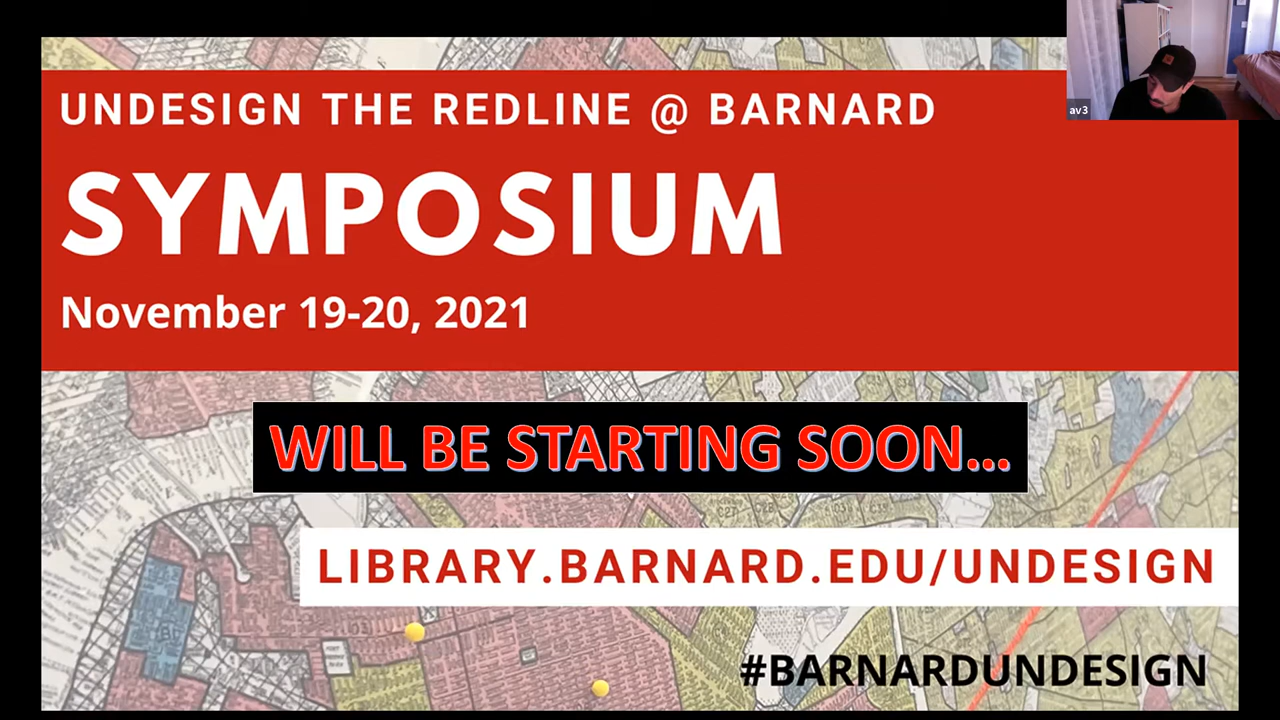 UNDESIGN THE REDLINE @ BARNARD
av3
SYMPOSIUM
November 19-20, 2021
WILL BE STARTING SOON...
LIBRARY.BARNARD.EDU/UNDESIGN
#BARNARDUNDESIGN